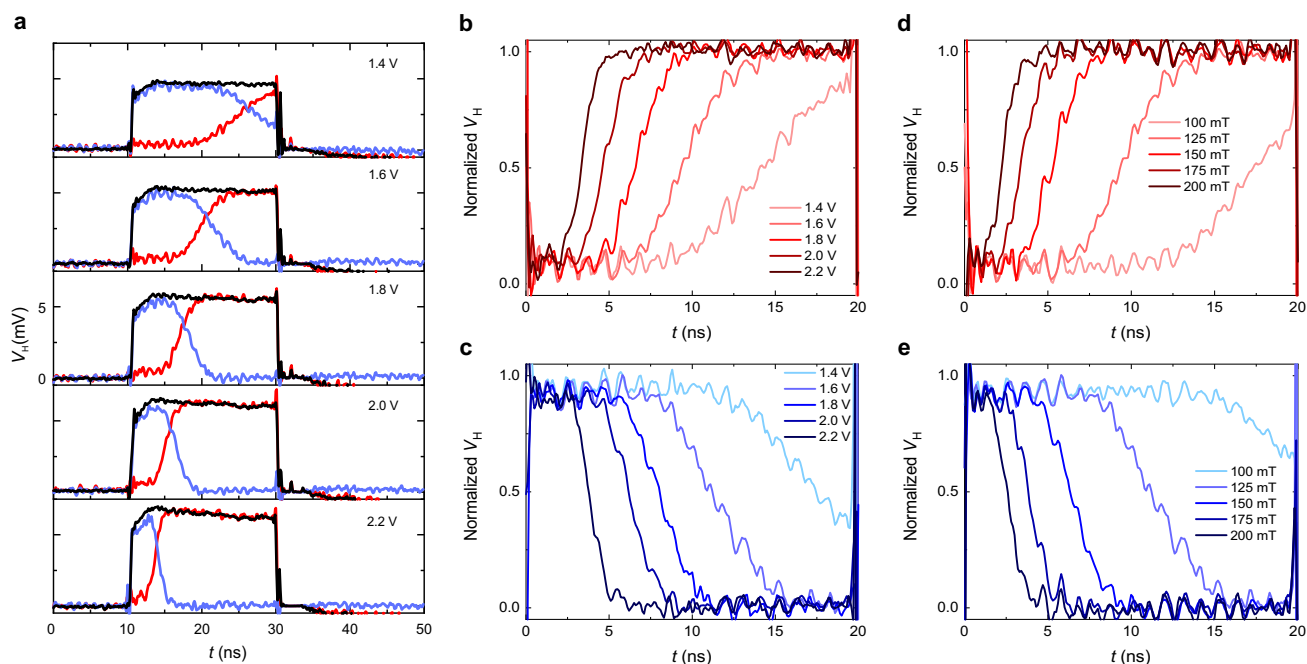 a
1.4 V
1.6 V
1.8 V
2.0 V
2.2 V
5
0
V_H (mV)
0 10 20 30 40 50
t (ns)
b
1.0
0.5
0.0
Normalized V_H
1.4 V
1.6 V
1.8 V
2.0 V
2.2 V
0 5 10 15 20
t (ns)
c
1.0
0.5
0.0
Normalized V_H
1.4 V
1.6 V
1.8 V
2.0 V
2.2 V
0 5 10 15 20
t (ns)
d
1.0
0.5
0.0
Normalized V_H
100 mT
125 mT
150 mT
175 mT
200 mT
0 5 10 15 20
t (ns)
e
1.0
0.5
0.0
Normalized V_H
100 mT
125 mT
150 mT
175 mT
200 mT
0 5 10 15 20
t (ns)